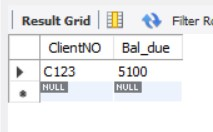 Result Grid Filter Ro
ClientNO Bal_due
C123 5100
NULL NULL